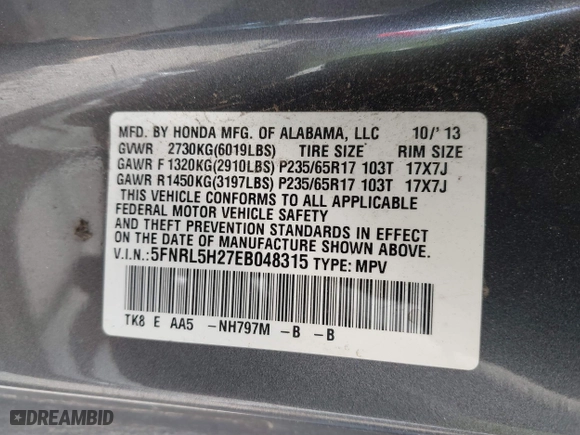 MFD. BY HONDA MFG. OF ALABAMA, LLC 10/'13
GVWR 2730KG(6019LBS) TIRE SIZE RIM SIZE
GAWR F 1320KG(2910LBS) P235/65R17 103T 17X7J
GAWR R1450KG(3197LBS) P235/65R17 103T 17X7J
THIS VEHICLE CONFORMS TO ALL APPLICABLE
FEDERAL MOTOR VEHICLE SAFETY
AND THEFT PREVENTION STANDARDS IN EFFECT
ON THE DATE OF MANUFACTURE SHOWN ABOVE.
V.I.N.:5FNRL5H27EB048315 TYPE: MPV
TK8 E AA5 -NH797M -B -B
DREAMBID